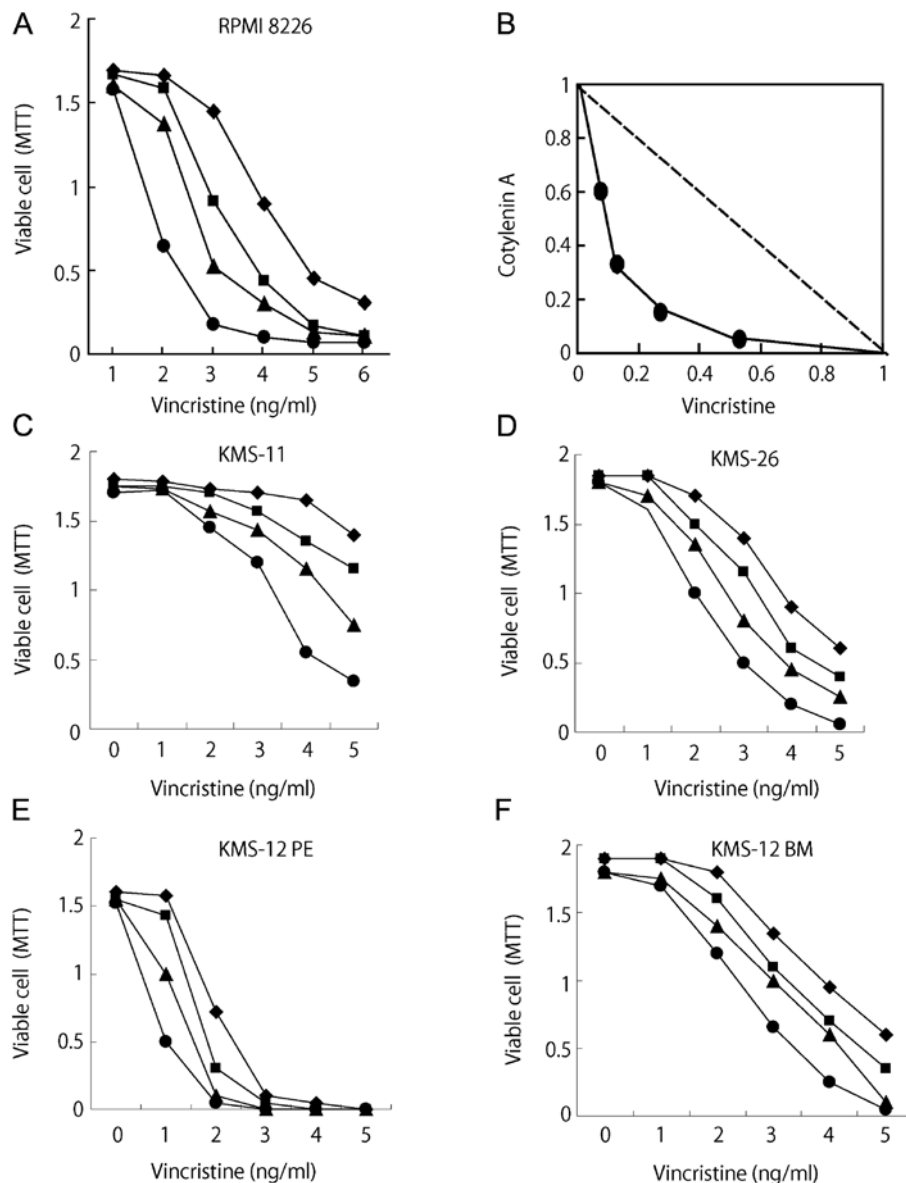 A
RPMI 8226
2
1.5
1
0.5
0
1 2 3 4 5 6
Viable cell (MTT)
Vincristine (ng/ml)
B
1
0.8
0.6
0.4
0.2
0
0 0.2 0.4 0.6 0.8 1
Cotylenin A
Vincristine
C
KMS-11
2
1.5
1
0.5
0
0 1 2 3 4 5
Viable cell (MTT)
Vincristine (ng/ml)
D
KMS-26
2
1.5
1
0.5
0
0 1 2 3 4 5
Viable cell (MTT)
Vincristine (ng/ml)
E
KMS-12 PE
2
1.5
1
0.5
0
0 1 2 3 4 5
Viable cell (MTT)
Vincristine (ng/ml)
F
KMS-12 BM
2
1.5
1
0.5
0
0 1 2 3 4 5
Viable cell (MTT)
Vincristine (ng/ml)